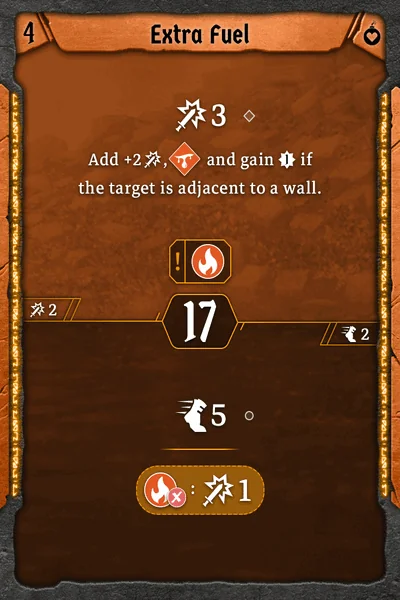 4
Extra Fuel
3
Add +2 , and gain if
the target is adjacent to a wall.
!
2
17
2
5
: 1